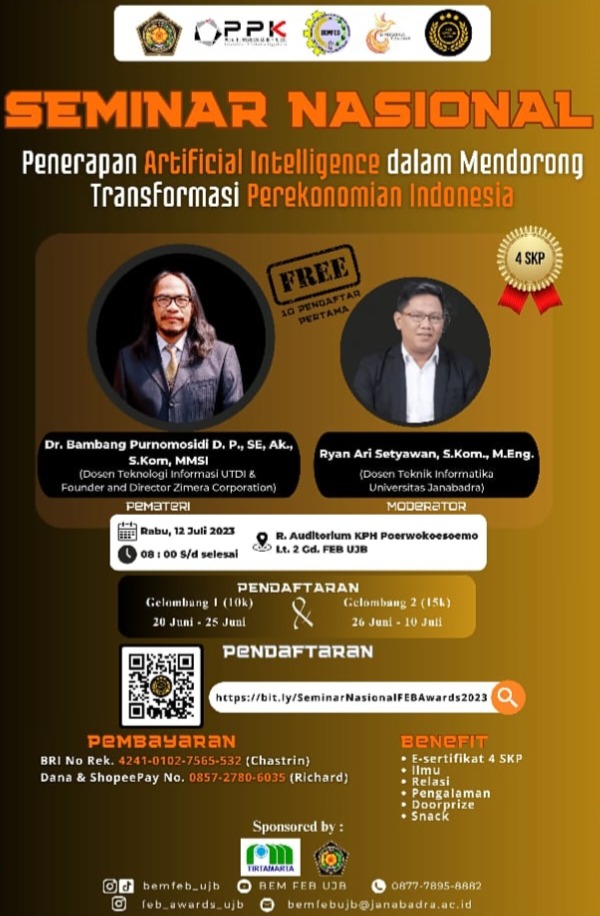 PPK
BEMFEB
SEMINAR NASIONAL
Penerapan Artificial Intelligence dalam Mendorong
Transformasi Perekonomian Indonesia
4 SKP
FREE
10 PENDAFTAR
PERTAMA
Dr. Bambang Purnomosidi D. P., SE, Ak.,
S.Kom, MMSI
(Dosen Teknologi Informasi UTDI &
Founder and Director Zimera Corporation)
PEMATERI
Ryan Ari Setyawan, S.Kom., M.Eng.
(Dosen Teknik Informatika
Universitas Janabadra)
MODERATOR
Rabu, 12 Juli 2023
08 : 00 S/d selesai
R. Auditorium KPH Poerwokoesoemo
Lt. 2 Gd. FEB UJB
PENDAFTARAN
Gelombang 1 (10k)
20 Juni - 25 Juni
&
Gelombang 2 (15k)
26 Juni - 10 Juli
PENDAFTARAN
https://bit.ly/SeminarNasionalFEBAwards2023
PEMBAYARAN
BRI No Rek. 4241-0102-7565-532 (Chastrin)
Dana & ShopeePay No. 0857-2780-6035 (Richard)
BENEFIT
• E-sertifikat 4 SKP
• Ilmu
• Relasi
• Pengalaman
• Doorprize
• Snack
Sponsored by :
TIRTAMARTA
bemfeb_ujb
BEM FEB UJB
0877-7895-8882
feb_awards_ujb
bemfebujb@janabadra.ac.id